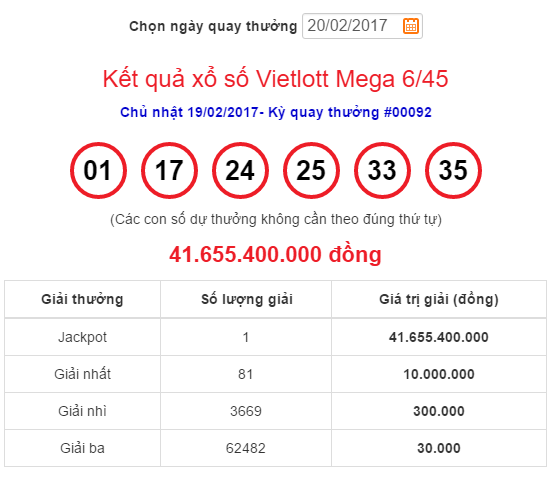 Chọn ngày quay thưởng 20/02/2017
Kết quả xổ số Vietlott Mega 6/45
Chủ nhật 19/02/2017- Kỳ quay thưởng #00092
01 17 24 25 33 35
(Các con số dự thưởng không cần theo đúng thứ tự)
41.655.400.000 đồng
Giải thưởng Số lượng giải Giá trị giải (đồng)
Jackpot 1 41.655.400.000
Giải nhất 81 10.000.000
Giải nhì 3669 300.000
Giải ba 62482 30.000